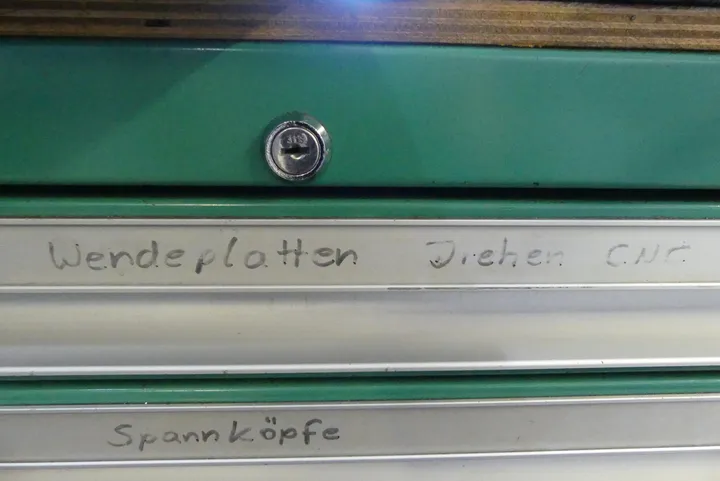 Wendeplatten Drehen CNC
Spannköpfe